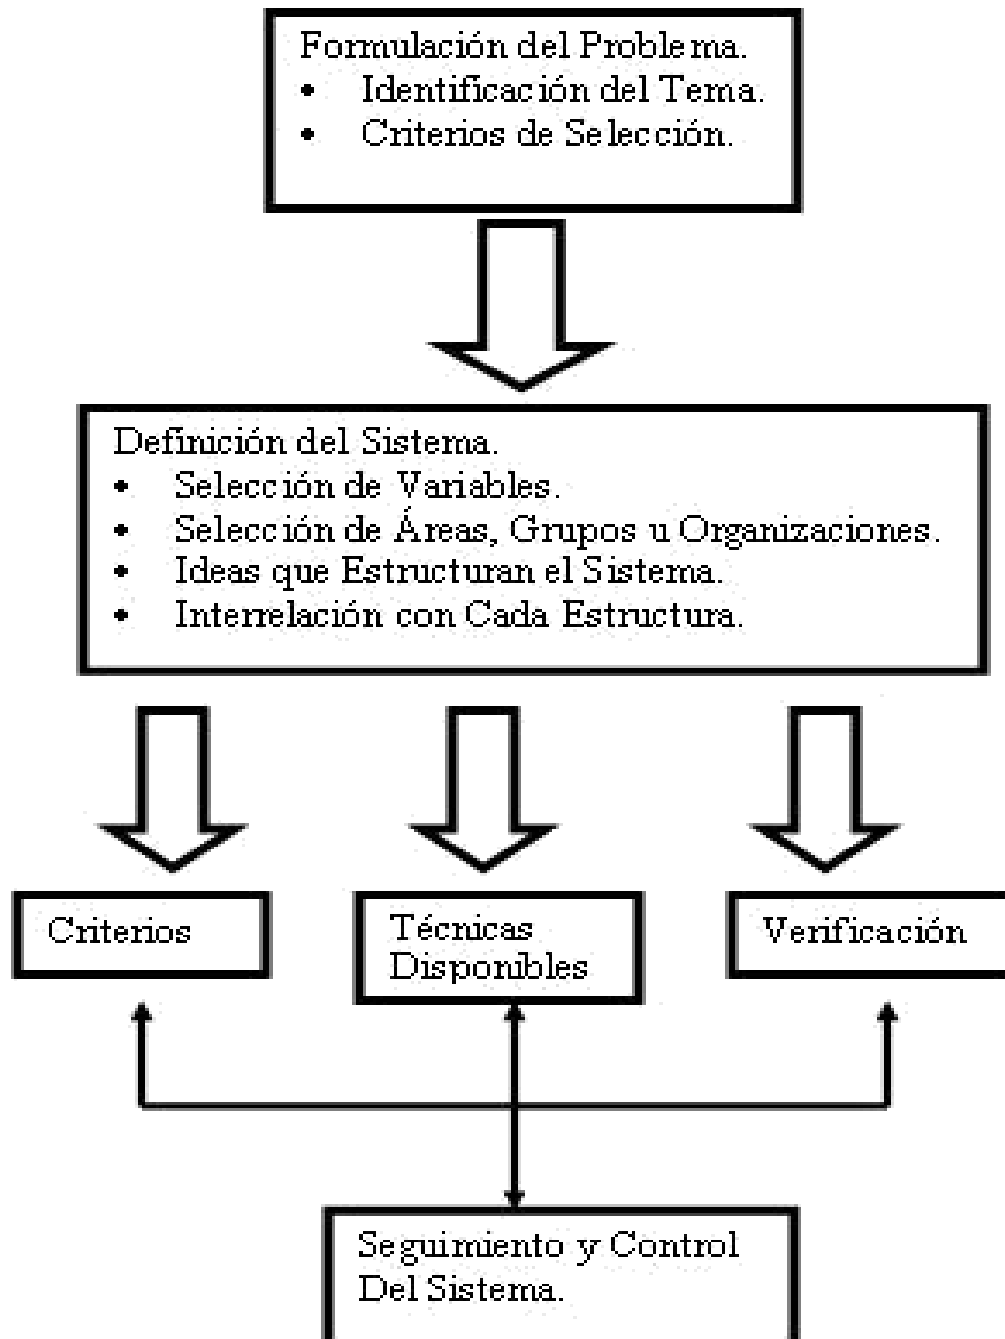 Formulación del Problema.
• Identificación del Tema.
• Criterios de Selección.
Definición del Sistema.
• Selección de Variables.
• Selección de Áreas, Grupos u Organizaciones.
• Ideas que Estructuran el Sistema.
• Interrelación con Cada Estructura.
Criterios
Técnicas
Disponibles
Verificación
Seguimiento y Control
Del Sistema.